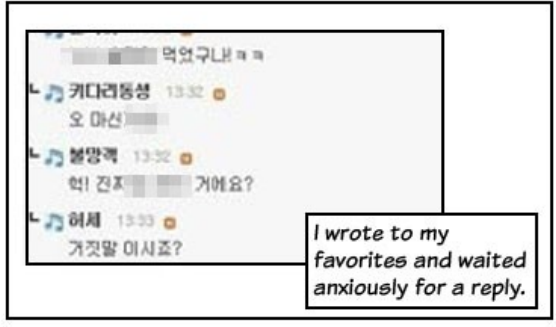 먹었구나! ㅋㅋ
키다리동생 13:32
오 마신
불망객 13:32
헉! 진짜 거에요?
허세 13:33
거짓말 이시죠?
I wrote to my
favorites and waited
anxiously for a reply.